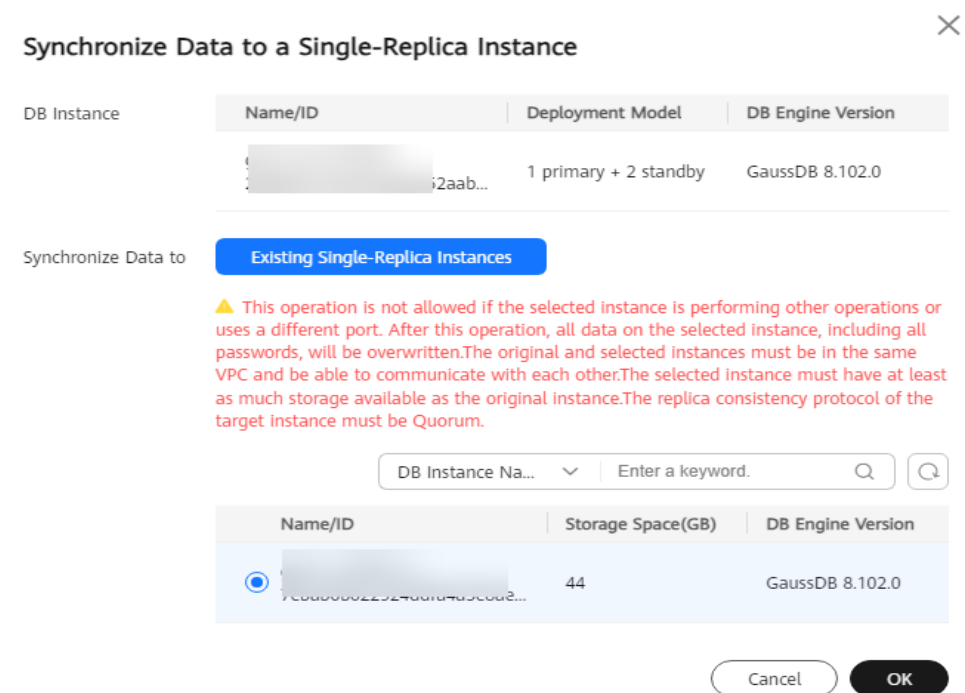 Synchronize Data to a Single-Replica Instance
DB Instance
Name/ID Deployment Model DB Engine Version
52aab... 1 primary + 2 standby GaussDB 8.102.0
Synchronize Data to Existing Single-Replica Instances
This operation is not allowed if the selected instance is performing other operations or
uses a different port. After this operation, all data on the selected instance, including all
passwords, will be overwritten.The original and selected instances must be in the same
VPC and be able to communicate with each other.The selected instance must have at least
as much storage available as the original instance.The replica consistency protocol of the
target instance must be Quorum.
DB Instance Na... Enter a keyword.
Name/ID Storage Space(GB) DB Engine Version
44 GaussDB 8.102.0
Cancel OK